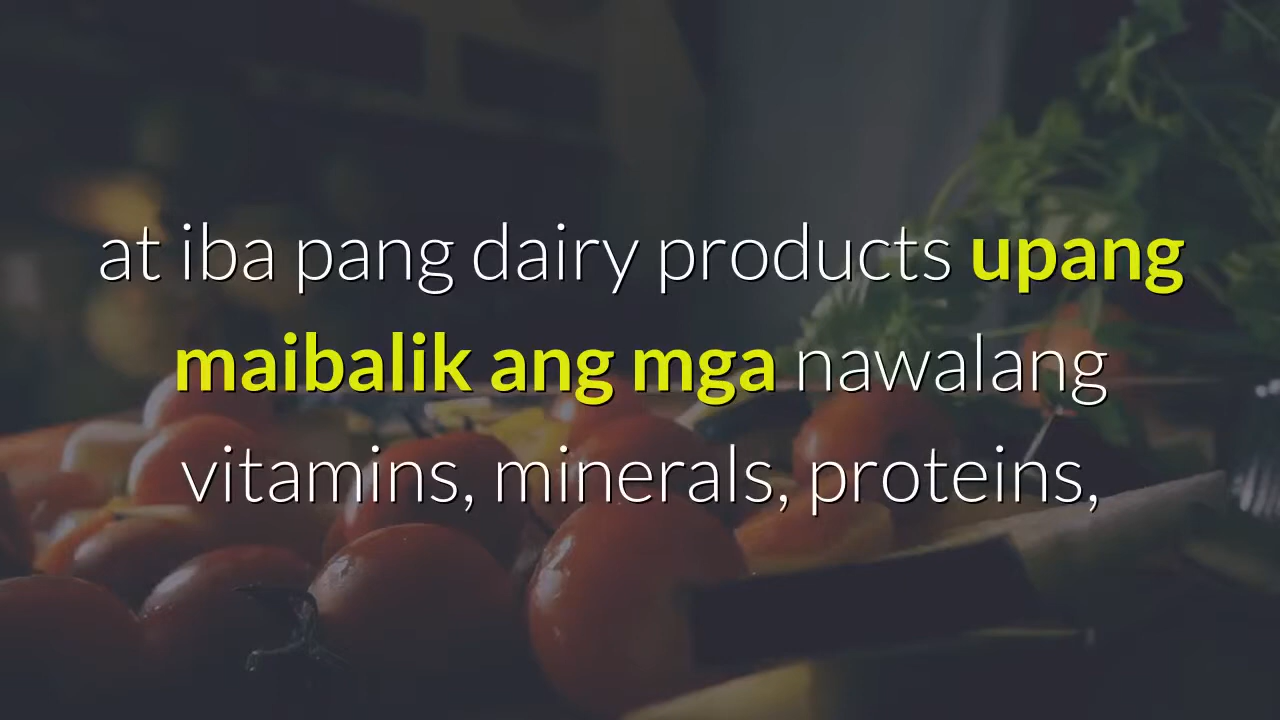 at iba pang dairy products upang
maibalik ang mga nawalang
vitamins, minerals, proteins,